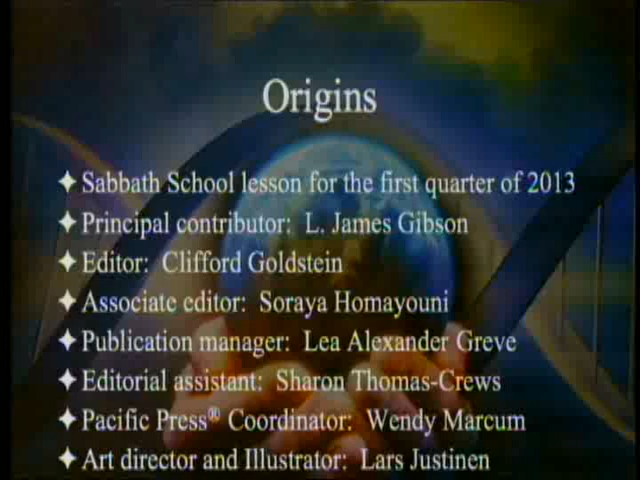 Origins
✦ Sabbath School lesson for the first quarter of 2013
✦ Principal contributor: L. James Gibson
✦ Editor: Clifford Goldstein
✦ Associate editor: Soraya Homayouni
✦ Publication manager: Lea Alexander Greve
✦ Editorial assistant: Sharon Thomas-Crews
✦ Pacific Press® Coordinator: Wendy Marcum
✦ Art director and Illustrator: Lars Justinen